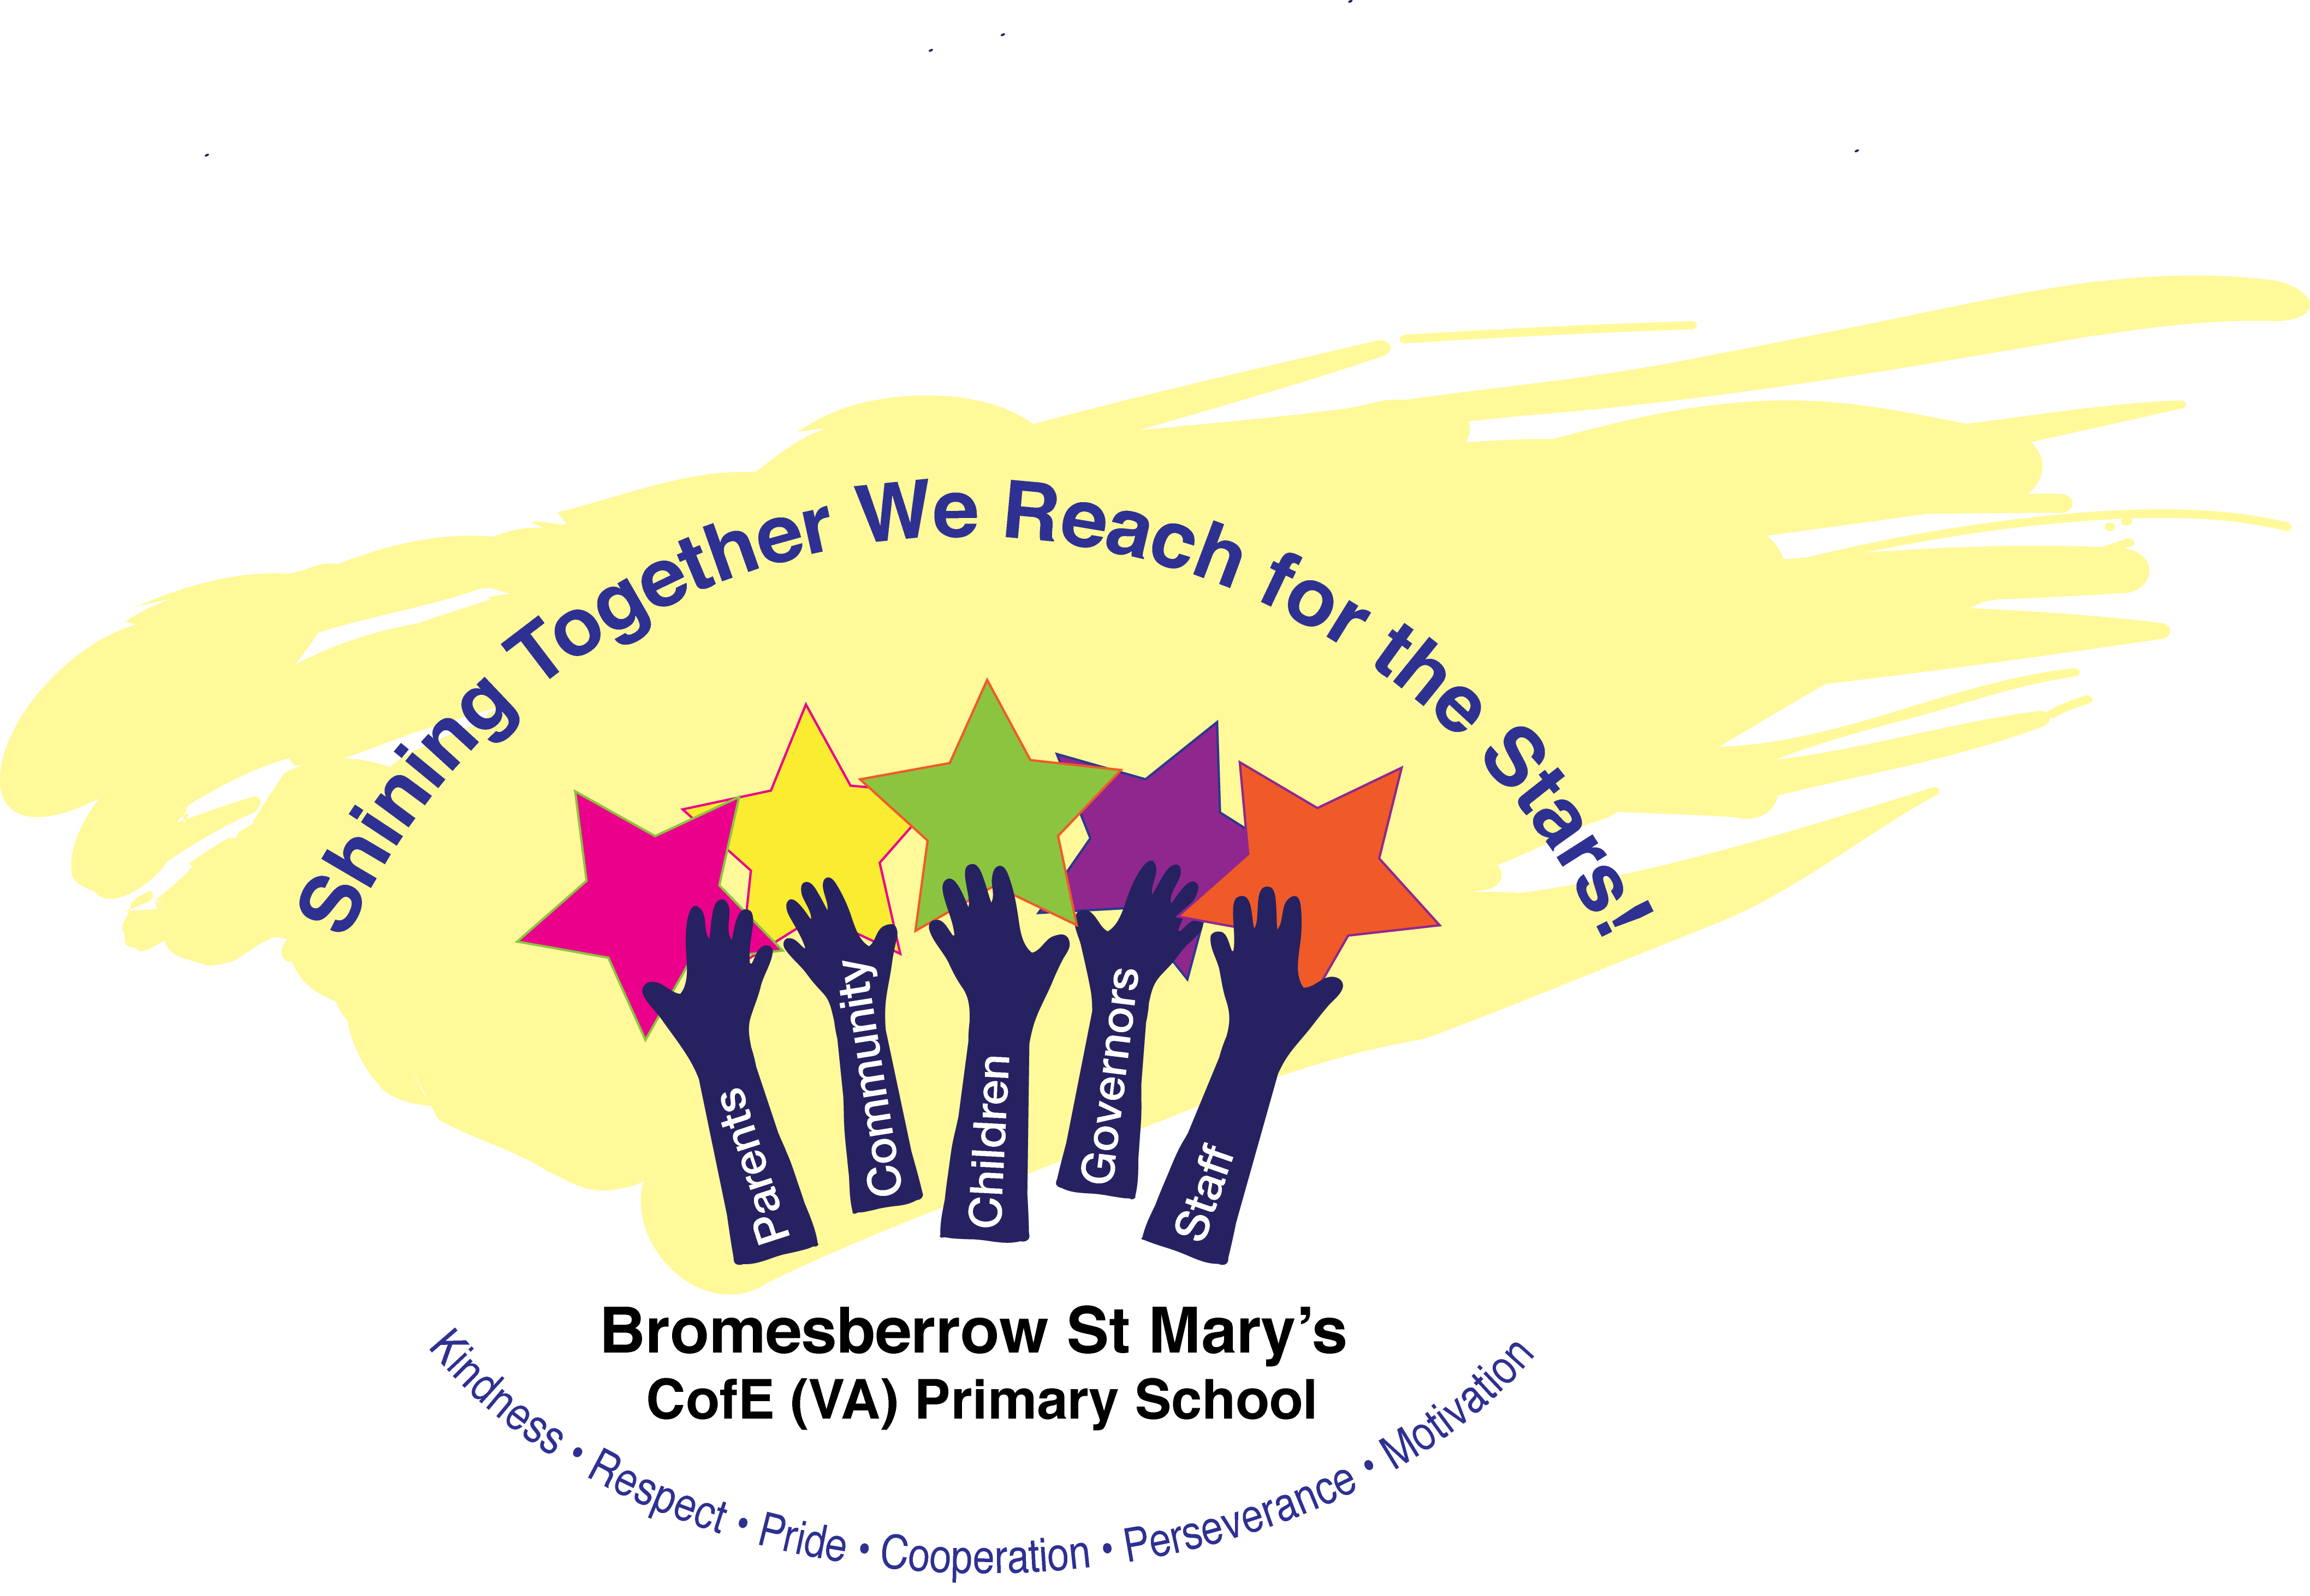 Shining Together We Reach for the Stars!
Parents
Community
Children
Governors
Staff
Bromesberrow St Mary’s
CofE (VA) Primary School
Kindness • Respect • Pride • Cooperation • Perseverance • Motivation